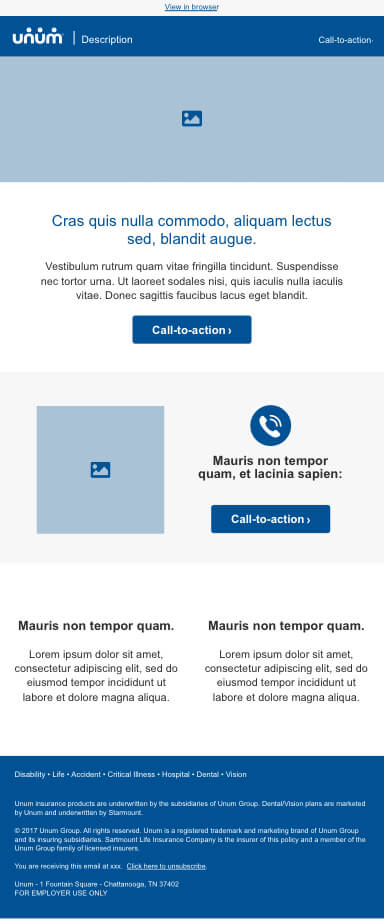 View in browser
unum | Description
Call-to-action›
Cras quis nulla commodo, aliquam lectus
sed, blandit augue.
Vestibulum rutrum quam vitae fringilla tincidunt. Suspendisse
nec tortor urna. Ut laoreet sodales nisi, quis iaculis nulla iaculis
vitae. Donec sagittis faucibus lacus eget blandit.
Call-to-action ›
Mauris non tempor
quam, et lacinia sapien:
Call-to-action ›
Mauris non tempor quam.
Lorem ipsum dolor sit amet,
consectetur adipiscing elit, sed do
eiusmod tempor incididunt ut
labore et dolore magna aliqua.
Mauris non tempor quam.
Lorem ipsum dolor sit amet,
consectetur adipiscing elit, sed do
eiusmod tempor incididunt ut
labore et dolore magna aliqua.
Disability • Life • Accident • Critical Illness • Hospital • Dental • Vision
Unum insurance products are underwritten by the subsidiaries of Unum Group. Dental/Vision plans are marketed
by Unum and underwritten by Starmount.
© 2017 Unum Group. All rights reserved. Unum is a registered trademark and marketing brand of Unum Group
and its insuring subsidiaries. Sartmount Life Insurance Company is the insurer of this policy and a member of the
Unum Group family of licensed insurers.
You are receiving this email at xxx. Click here to unsubscribe.
Unum - 1 Fountain Square - Chattanooga, TN 37402
FOR EMPLOYER USE ONLY